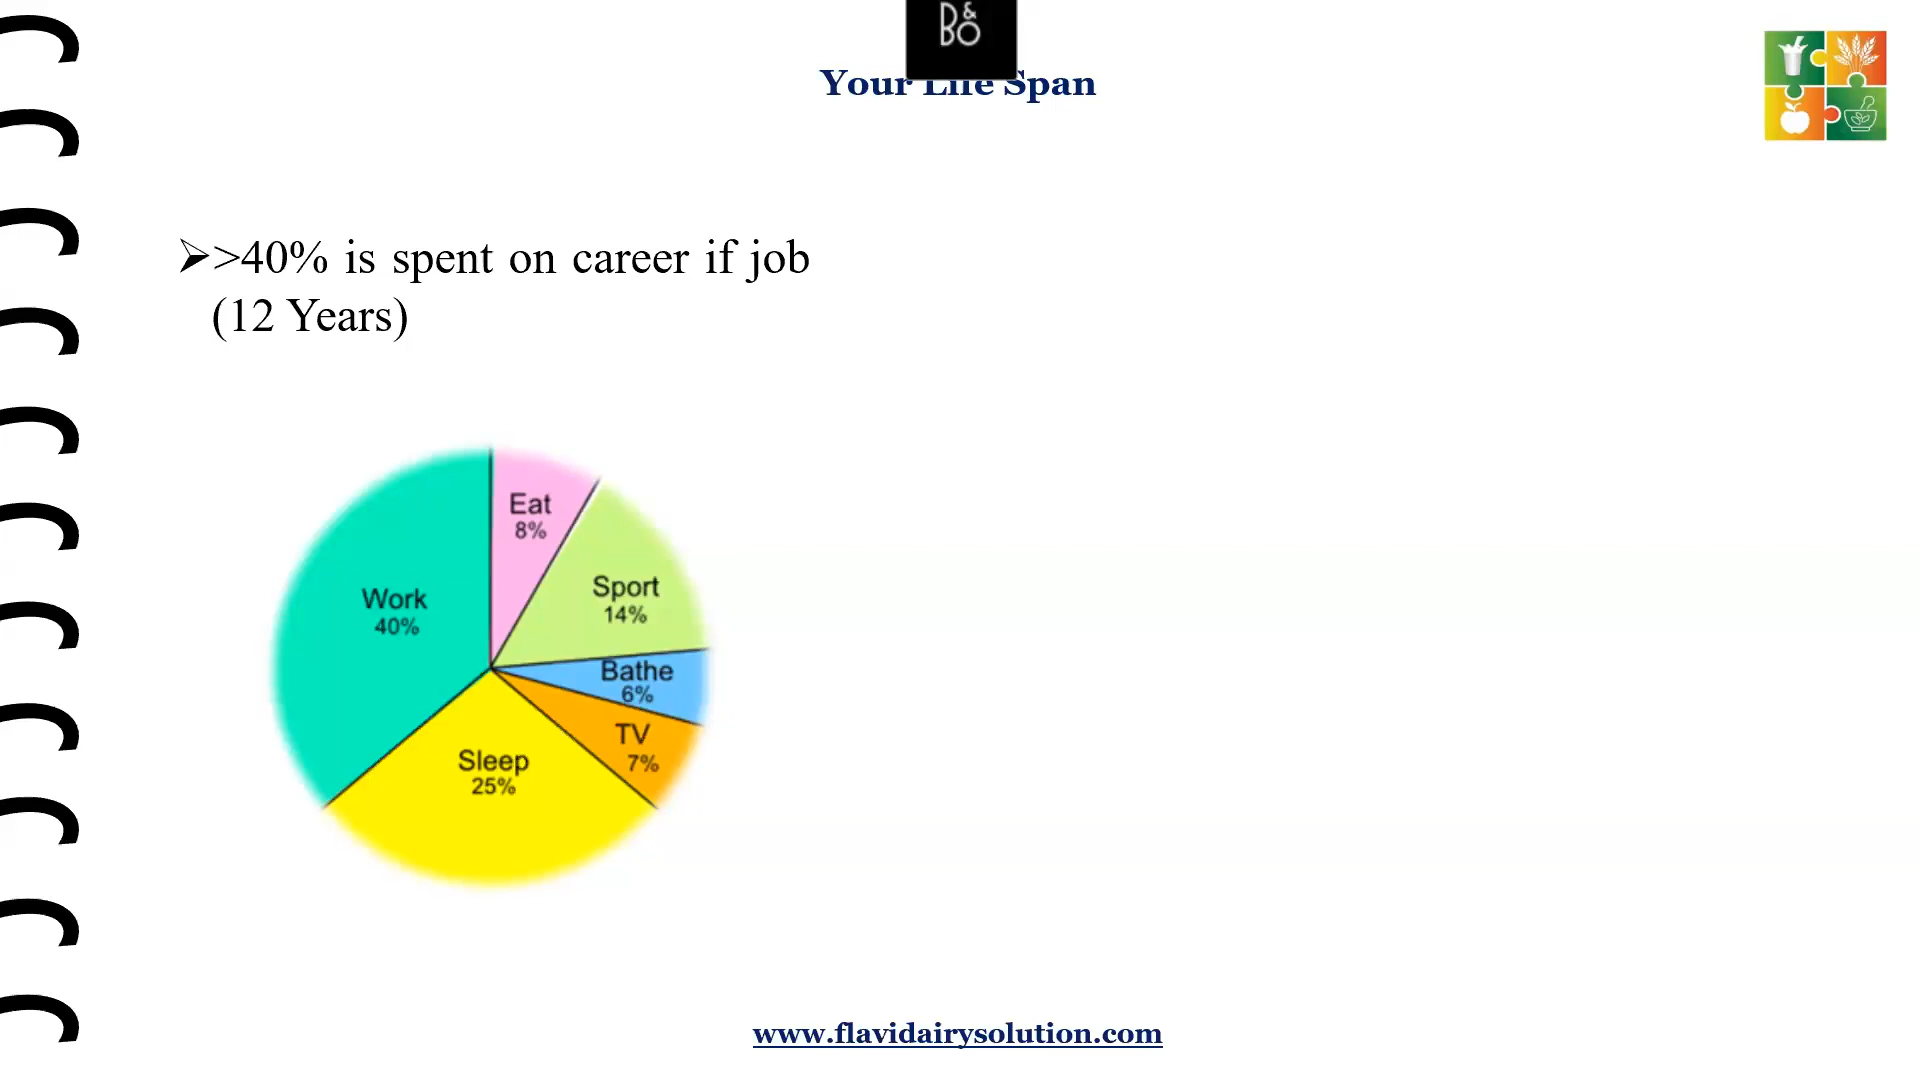 B&O
Your Life Span
➢>40% is spent on career if job
(12 Years)
Eat
8%
Sport
14%
Work
40%
Bathe
6%
TV
7%
Sleep
25%
www.flavidairysolution.com